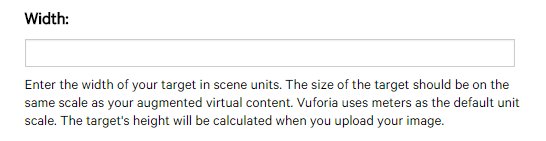 Width:
Enter the width of your target in scene units. The size of the target should be on the
same scale as your augmented virtual content. Vuforia uses meters as the default unit
scale. The target's height will be calculated when you upload your image.